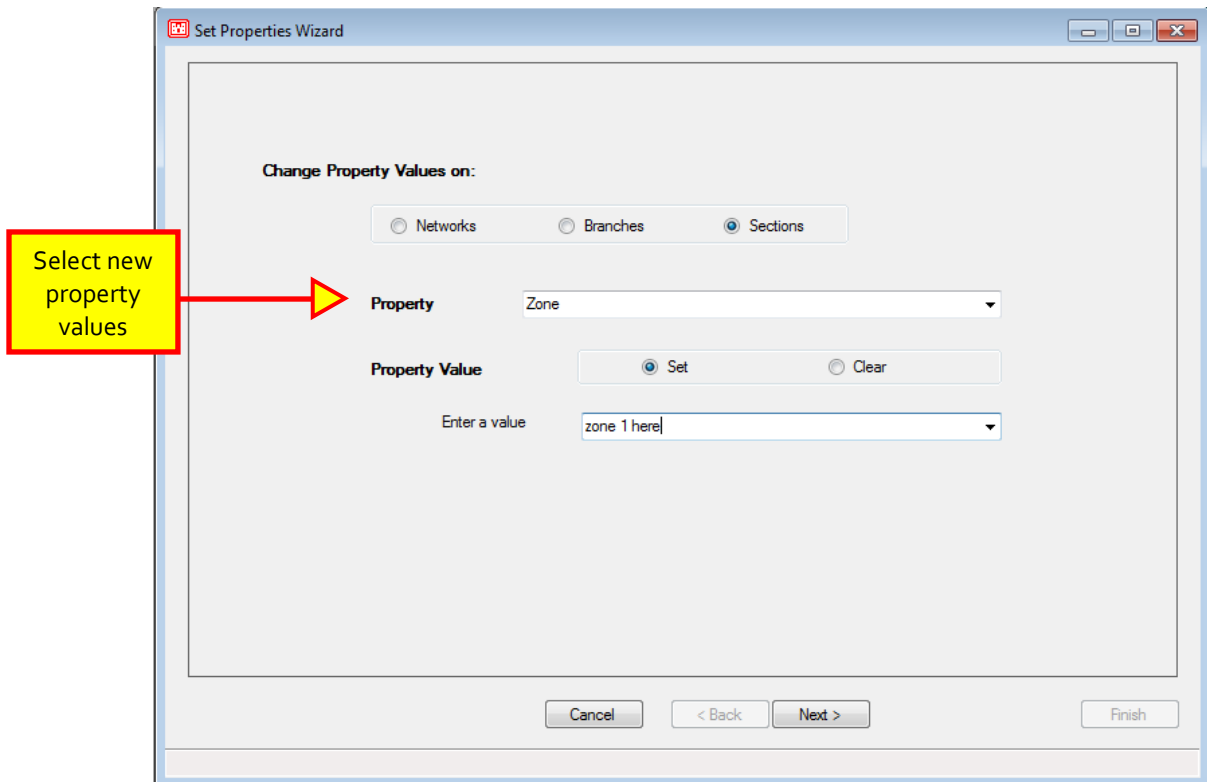 Set Properties Wizard
Change Property Values on:
Networks Branches Sections
Select new
property
values
Property Zone
Property Value Set Clear
Enter a value zone 1 here
Cancel < Back Next > Finish